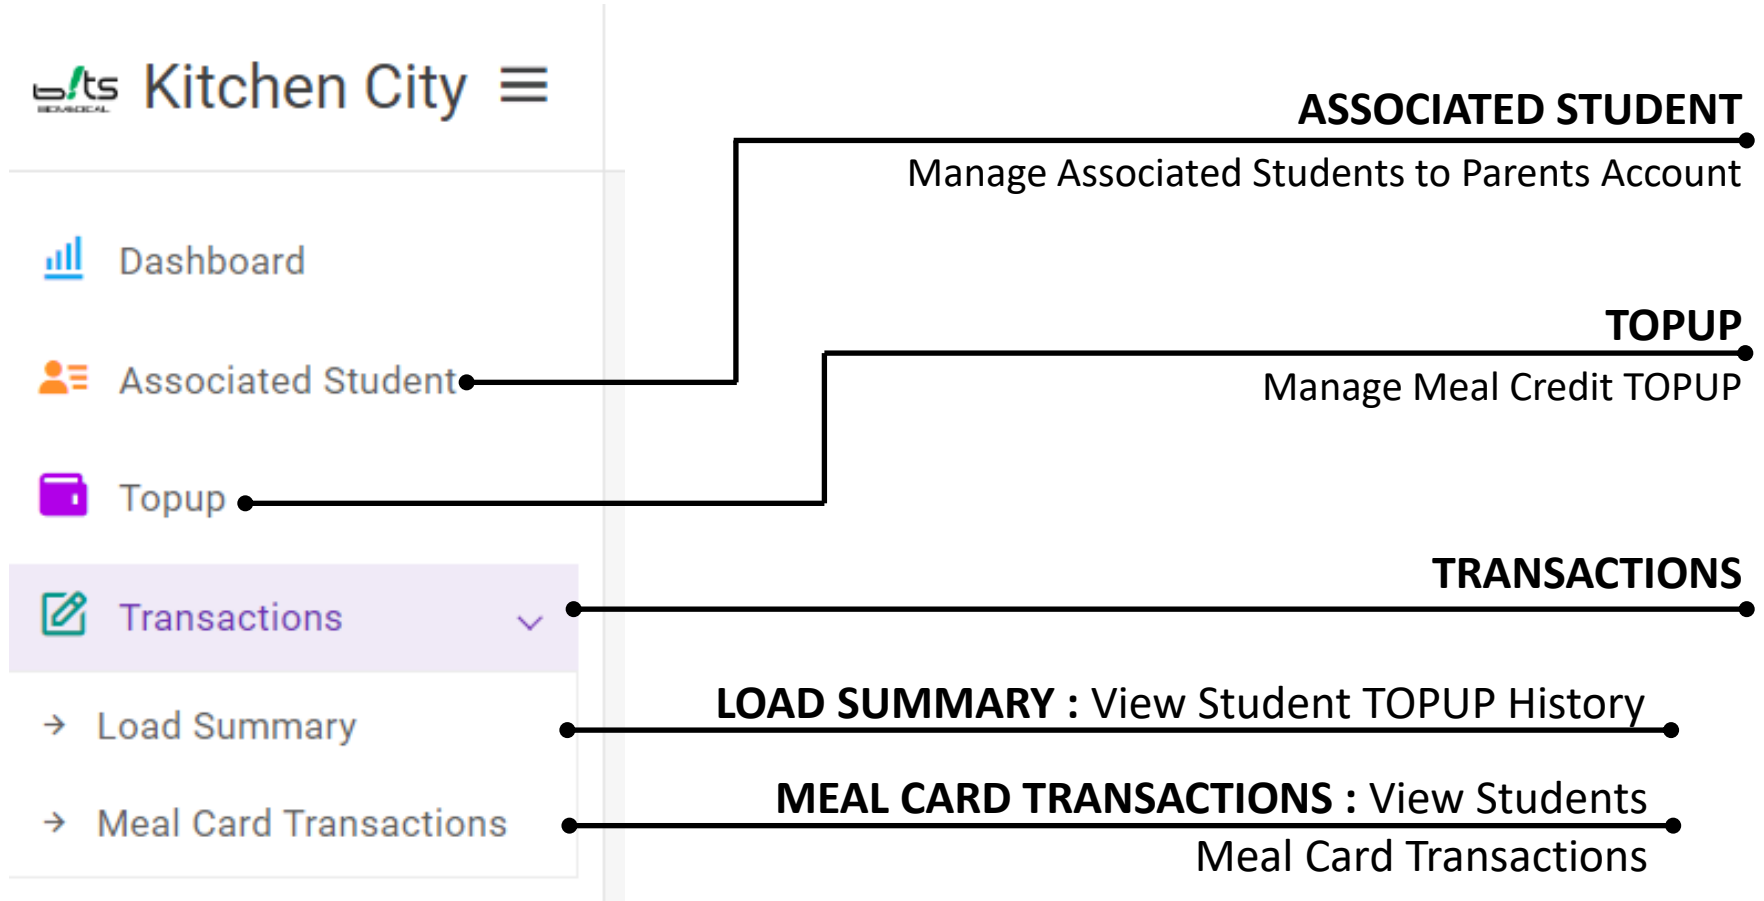 b!ts Kitchen City
BIOMEDICAL
Dashboard
Associated Student
Topup
Transactions
Load Summary
Meal Card Transactions
ASSOCIATED STUDENT
Manage Associated Students to Parents Account
TOPUP
Manage Meal Credit TOPUP
TRANSACTIONS
LOAD SUMMARY : View Student TOPUP History
MEAL CARD TRANSACTIONS : View Students
Meal Card Transactions